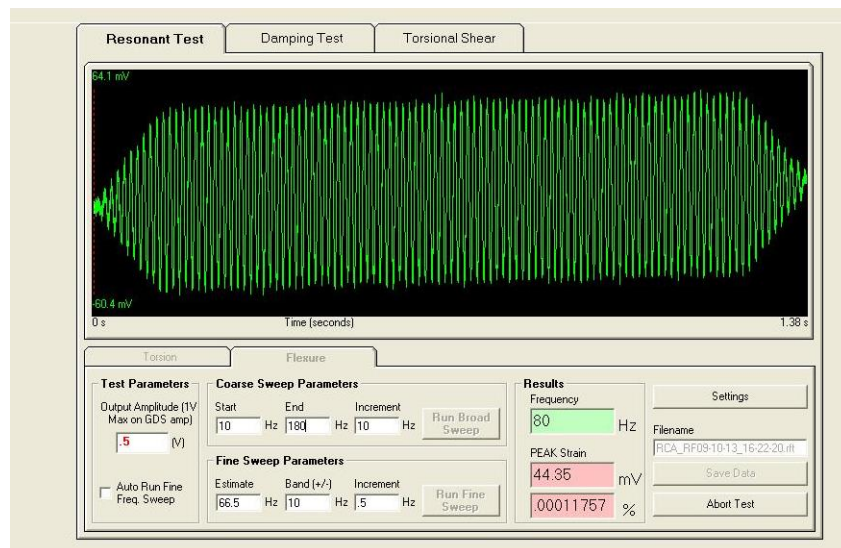 Resonant Test Damping Test Torsional Shear
64.1 mV
-60.4 mV
0 s Time (seconds) 1.38 s
Torsion Flexure
Test Parameters
Output Amplitude (1V
Max on GDS amp)
.5 (V)
Auto Run Fine
Freq. Sweep
Coarse Sweep Parameters
Start End Increment
10 Hz 180 Hz 10 Hz
Run Broad
Sweep
Fine Sweep Parameters
Estimate Band (+/-) Increment
66.5 Hz 10 Hz .5 Hz
Run Fine
Sweep
Results
Frequency
80 Hz
PEAK Strain
44.35 mV
.00011757 %
Settings
Filename
RCA_RF09-10-13_16-22-20.rft
Save Data
Abort Test